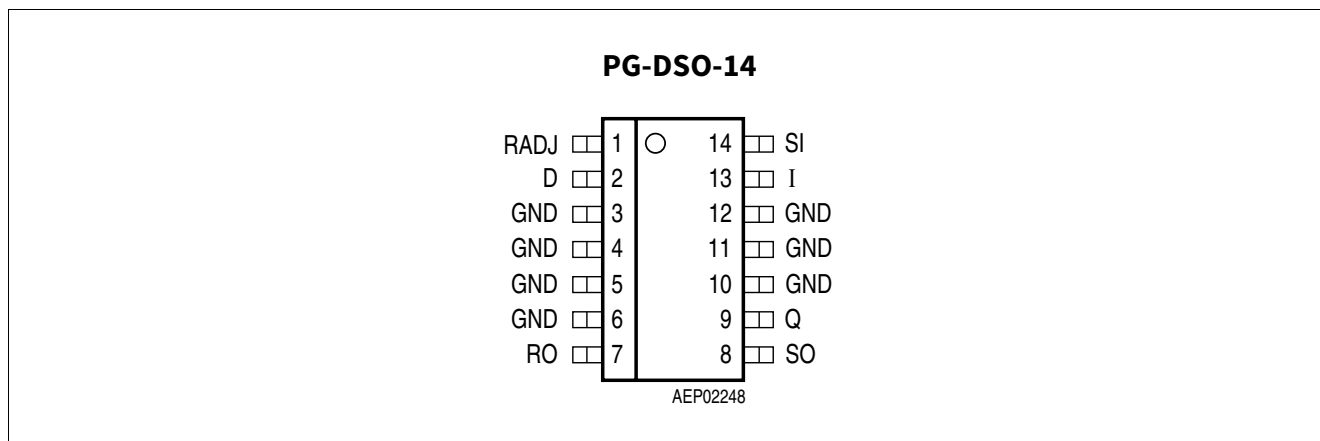 PG-DSO-14
RADJ 1 14 SI
D 2 13 I
GND 3 12 GND
GND 4 11 GND
GND 5 10 GND
GND 6 9 Q
RO 7 8 SO
AEP02248